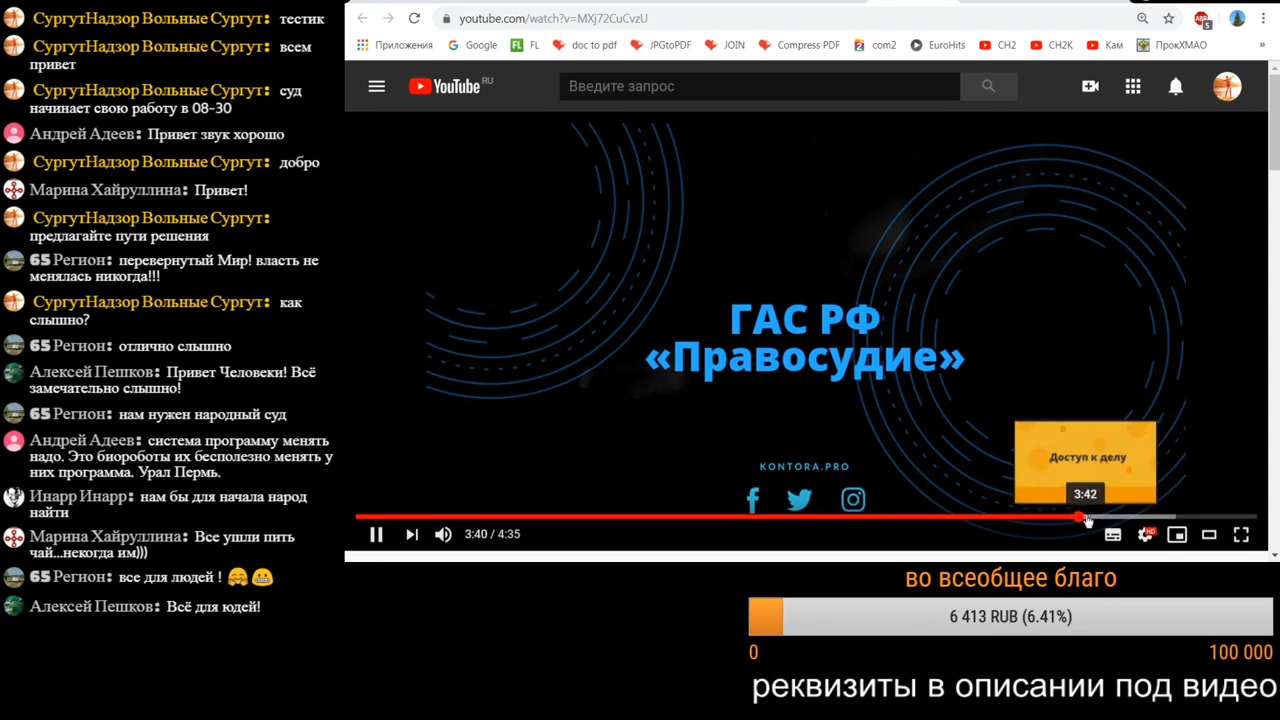 СургутНадзор Вольные Сургут: тестик
СургутНадзор Вольные Сургут: всем
привет
СургутНадзор Вольные Сургут: суд
начинает свою работу в 08-30
Андрей Адеев: Привет звук хорошо
СургутНадзор Вольные Сургут: добро
Марина Хайруллина: Привет!
СургутНадзор Вольные Сургут:
предлагайте пути решения
65 Регион: перевернутый Мир! власть не
менялась никогда!!!
СургутНадзор Вольные Сургут: как
слышно?
65 Регион: отлично слышно
Алексей Пешков: Привет Человеки! Всё
замечательно слышно!
65 Регион: нам нужен народный суд
Андрей Адеев: система программу менять
надо. Это биороботы их бесполезно менять у
них программа. Урал Пермь.
Инарр Инарр: нам бы для начала народ
найти
Марина Хайруллина: Все ушли пить
чай...некогда им)))
65 Регион: все для людей !
Алексей Пешков: Всё для юдей!
youtube.com/watch?v=MXj72CuCvzU
ABP 5
Приложения Google FL FL doc to pdf JPGtoPDF JOIN Compress PDF com2 EuroHits CH2 CH2K Кам ПрокХМАО »
YouTube RU
Введите запрос
ГАС РФ
«Правосудие»
KONTORA.PRO
Доступ к делу
3:42
3:40 / 4:35
HD
во всеобщее благо
6 413 RUB (6.41%)
0 100 000
реквизиты в описании под видео